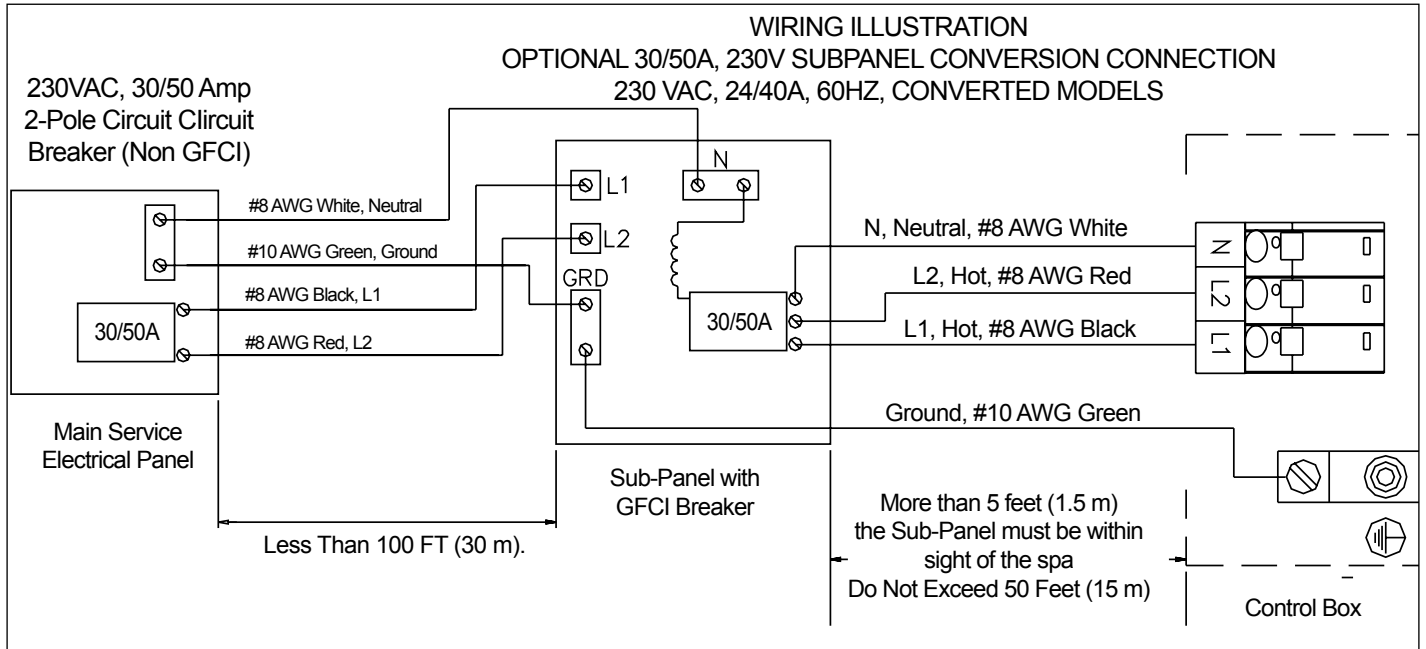 WIRING ILLUSTRATION
OPTIONAL 30/50A, 230V SUBPANEL CONVERSION CONNECTION
230 VAC, 24/40A, 60HZ, CONVERTED MODELS
230VAC, 30/50 Amp
2-Pole Circuit CIircuit
Breaker (Non GFCI)
#8 AWG White, Neutral
#10 AWG Green, Ground
#8 AWG Black, L1
#8 AWG Red, L2
30/50A
Main Service
Electrical Panel
Less Than 100 FT (30 m).
L1
N
L2
GRD
30/50A
Sub-Panel with
GFCI Breaker
N, Neutral, #8 AWG White
L2, Hot, #8 AWG Red
L1, Hot, #8 AWG Black
Ground, #10 AWG Green
More than 5 feet (1.5 m)
the Sub-Panel must be within
sight of the spa
Do Not Exceed 50 Feet (15 m)
N
L2
L1
Control Box